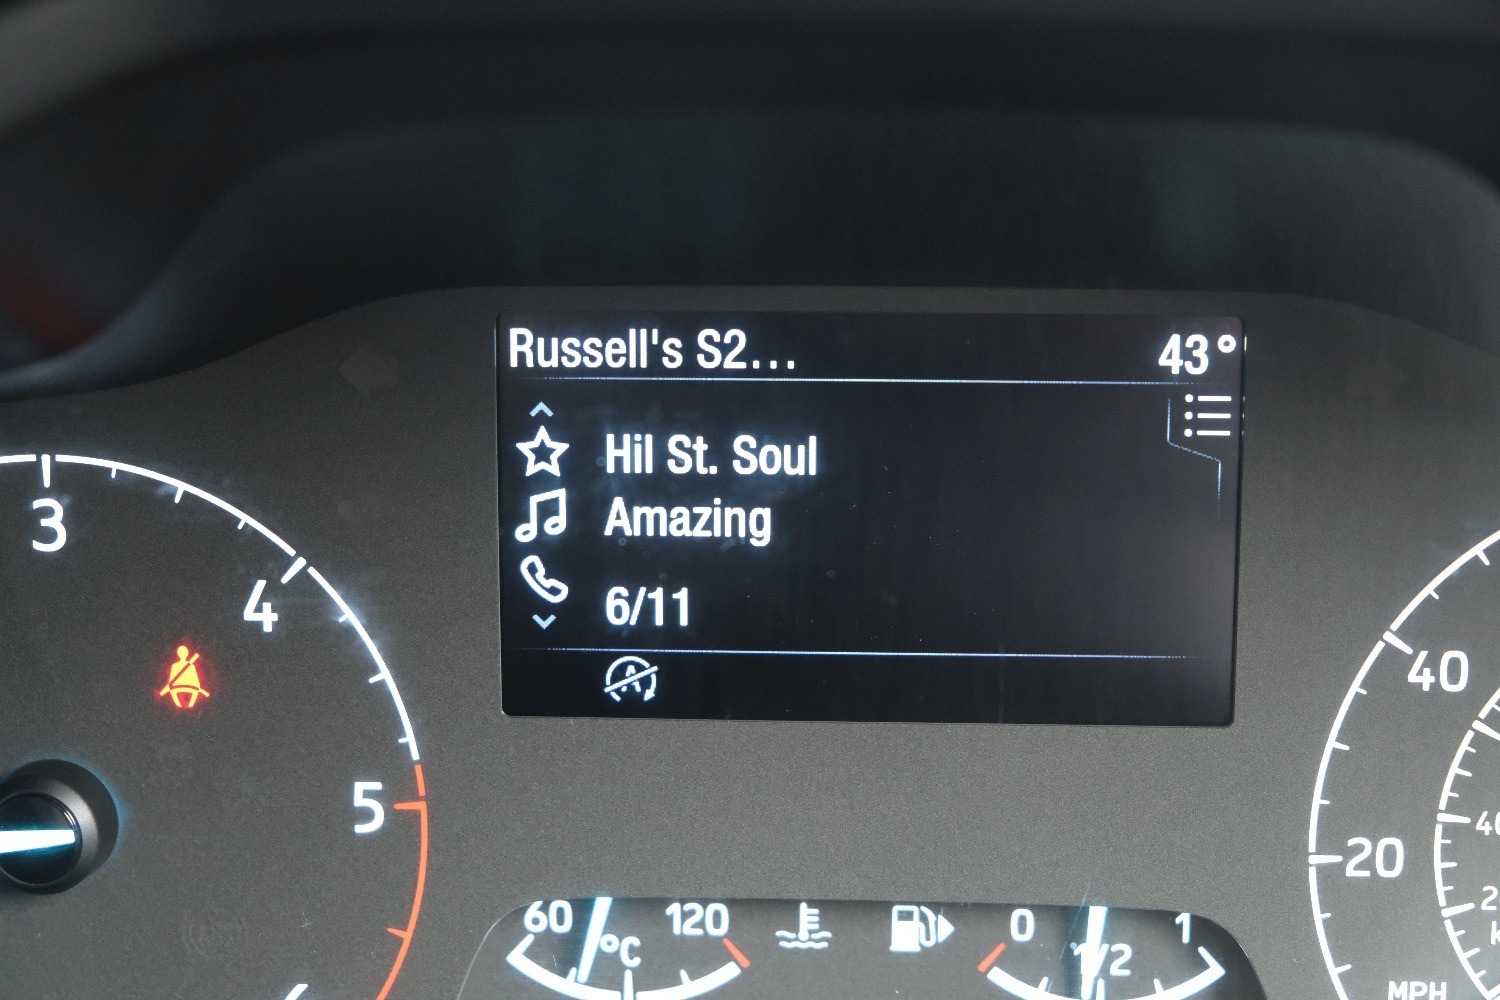 Russell's S2... 43°
Hil St. Soul
Amazing
6/11
A
3
4
5
60 120
°C
0 1/2 1
40
20
40
MPH